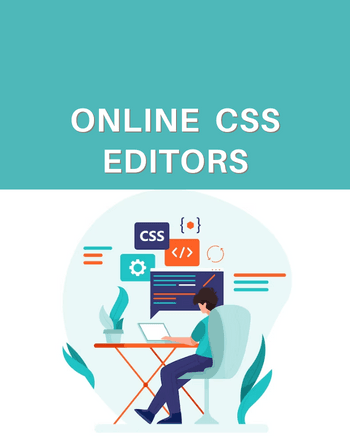 ONLINE CSS
EDITORS
{ }
CSS
</>